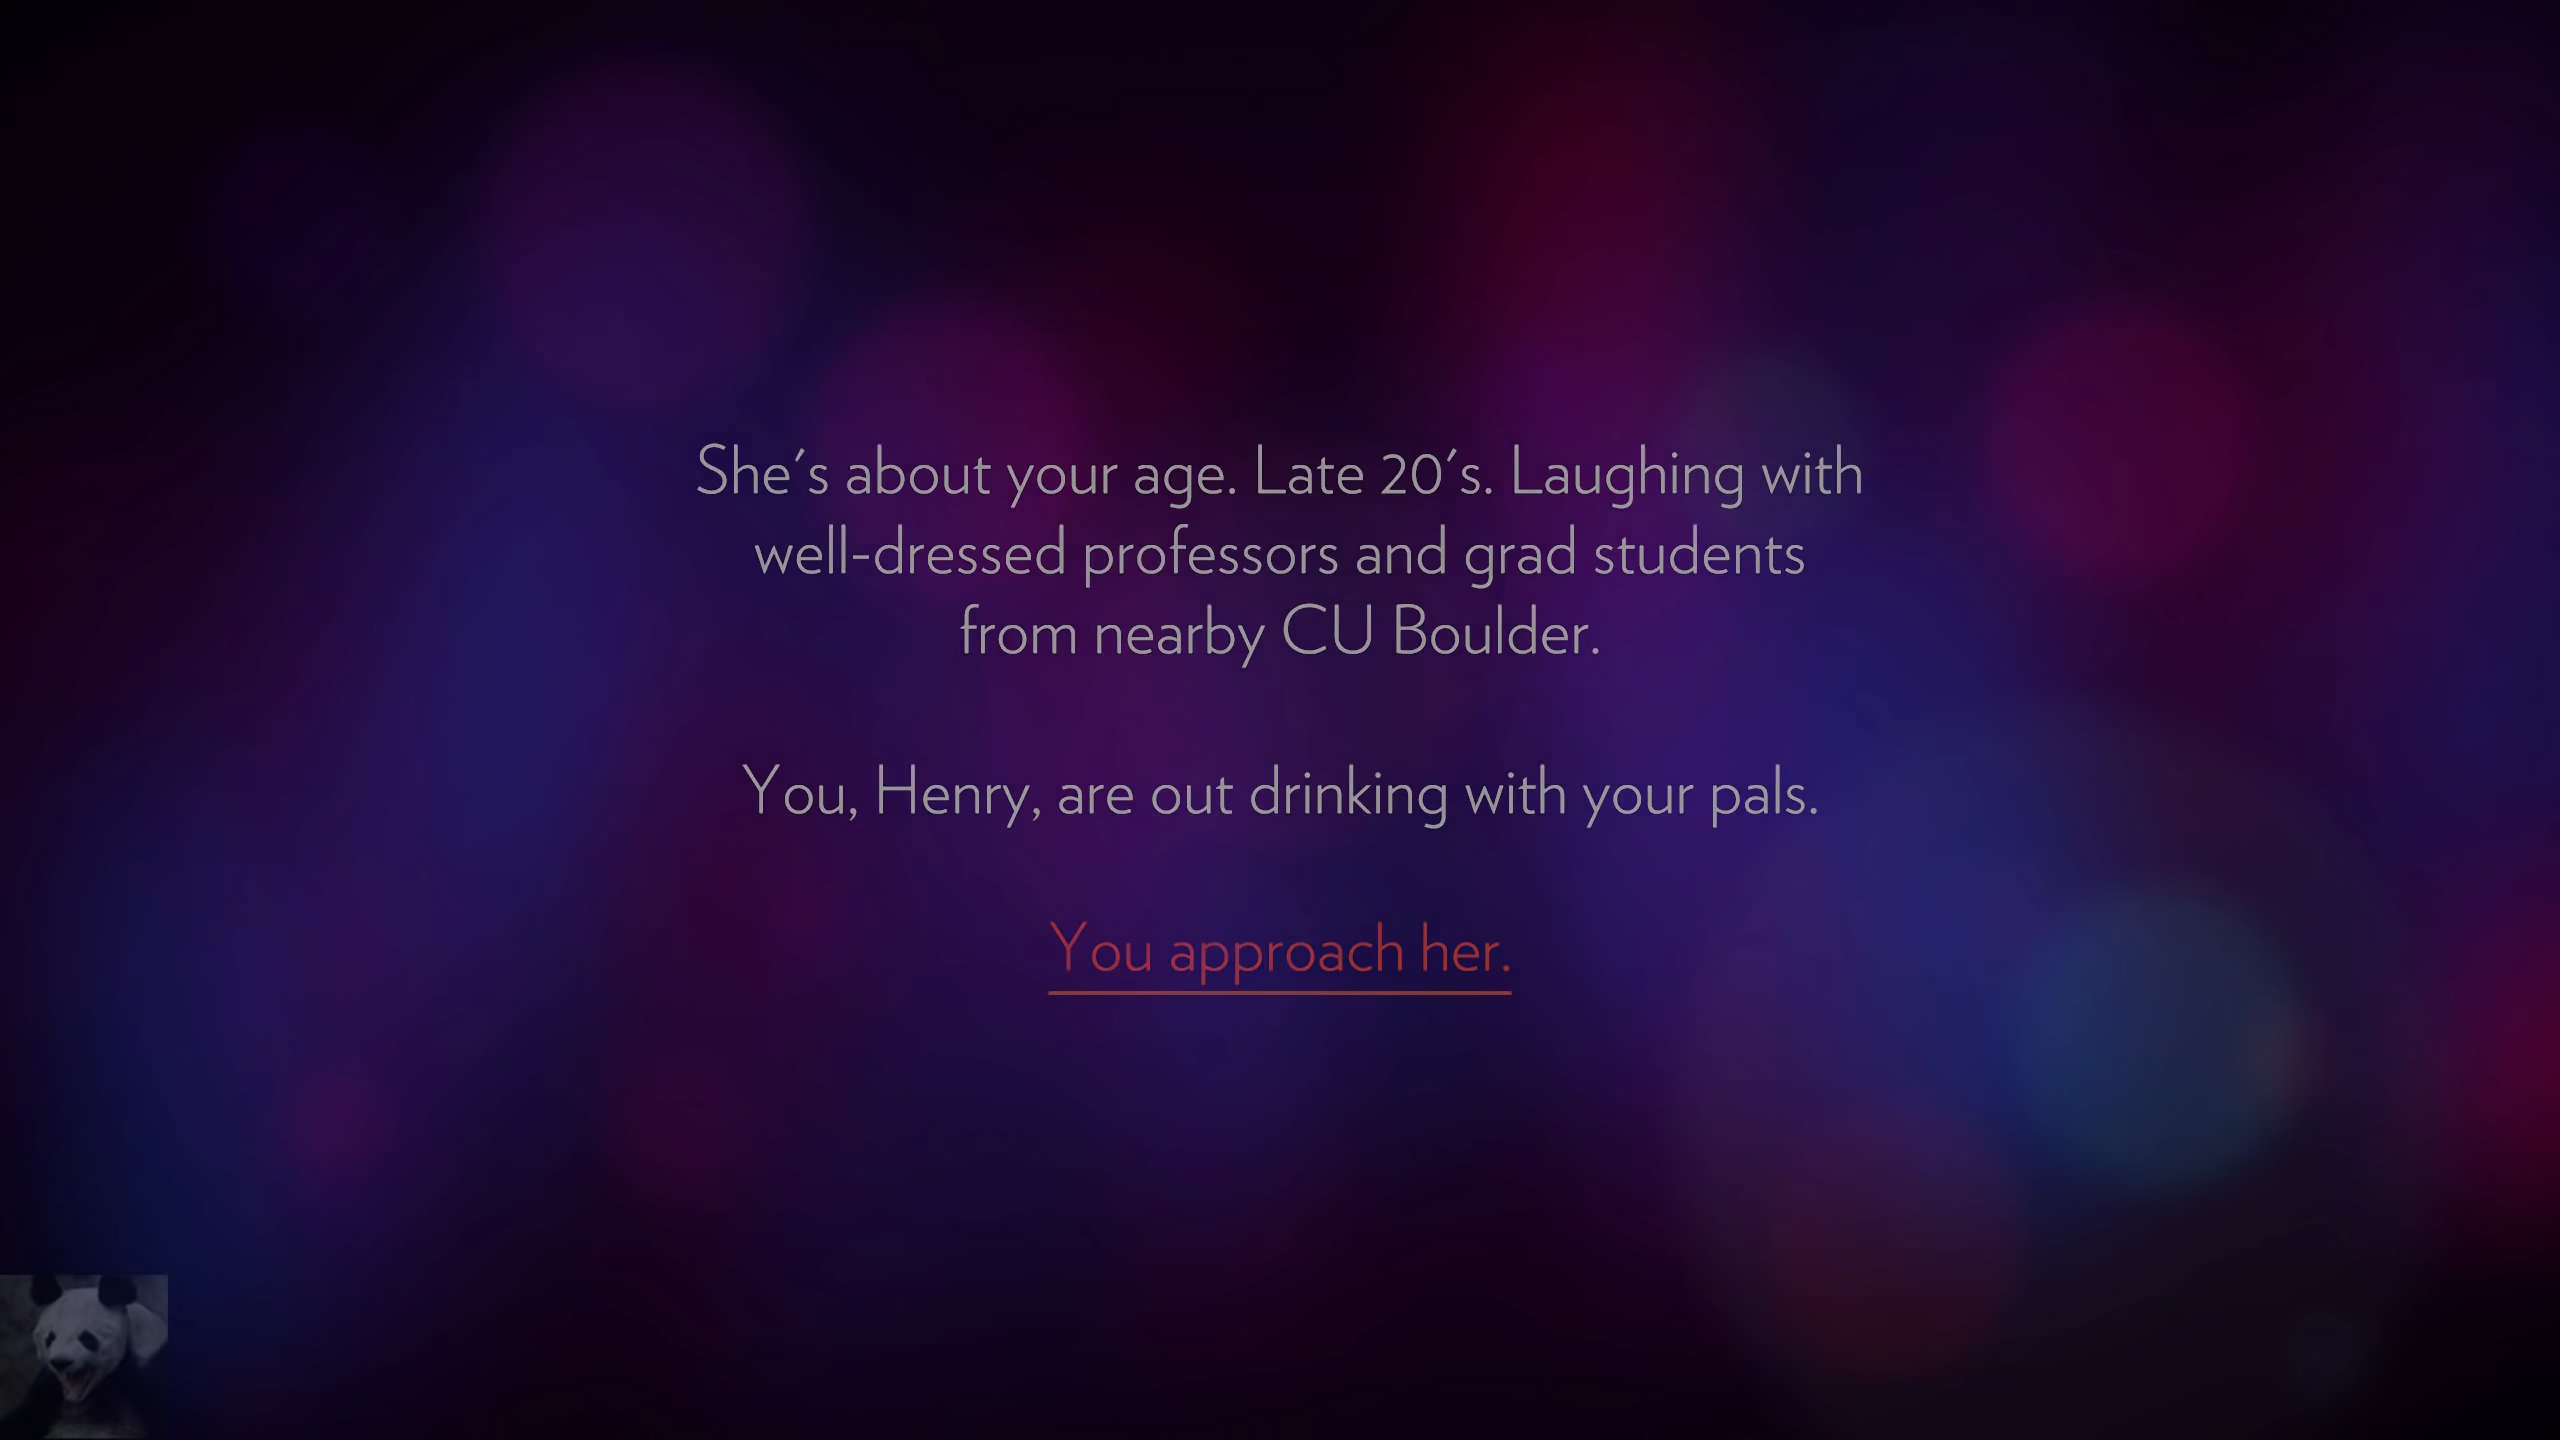 She's about your age. Late 20's. Laughing with
well-dressed professors and grad students
from nearby CU Boulder.
You, Henry, are out drinking with your pals.
You approach her.